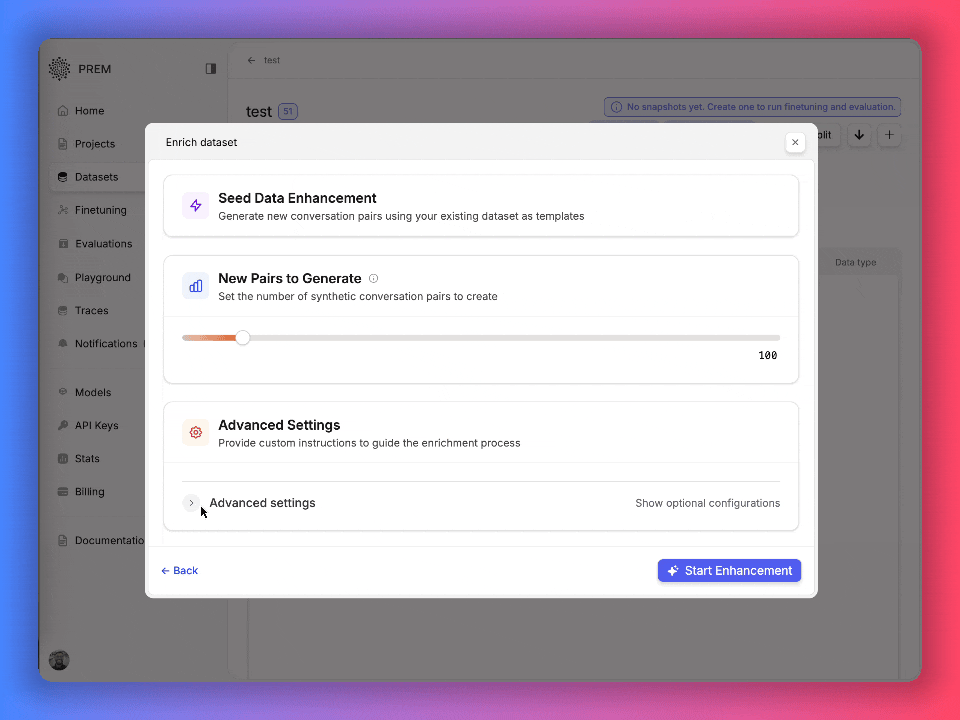 PREM
Home
Projects
Datasets
Finetuning
Evaluations
Playground
Traces
Notifications
Models
API Keys
Stats
Billing
test
test 51
No snapshots yet. Create one to run finetuning and evaluation.
Data type
Enrich dataset
Seed Data Enhancement
Generate new conversation pairs using your existing dataset as templates
New Pairs to Generate
Set the number of synthetic conversation pairs to create
100
Advanced Settings
Provide custom instructions to guide the enrichment process
Advanced settings
Show optional configurations
← Back
Start Enhancement